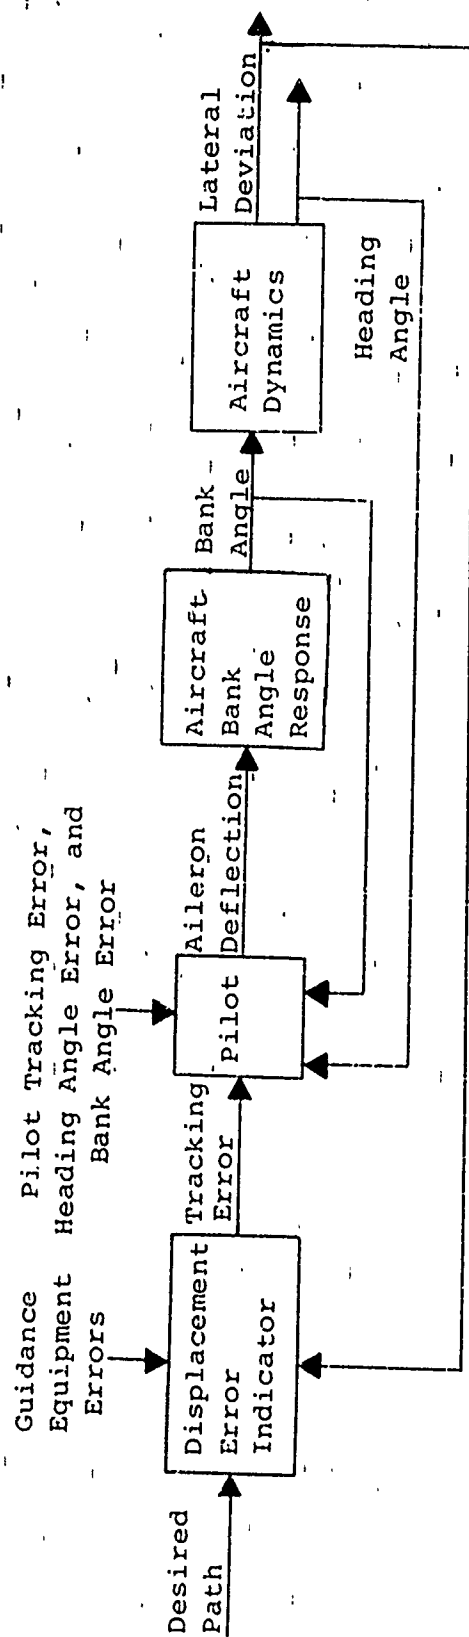 Desired
Path
Guidance
Equipment
Errors
Displacement
Error
Indicator
Tracking
Error
Pilot Tracking Error,
Heading Angle Error, and
Bank Angle Error
Pilot
Aileron
Deflection
Aircraft
Bank
Angle
Response
Bank
Angle
Aircraft
Dynamics
Lateral
Deviation
Heading
Angle